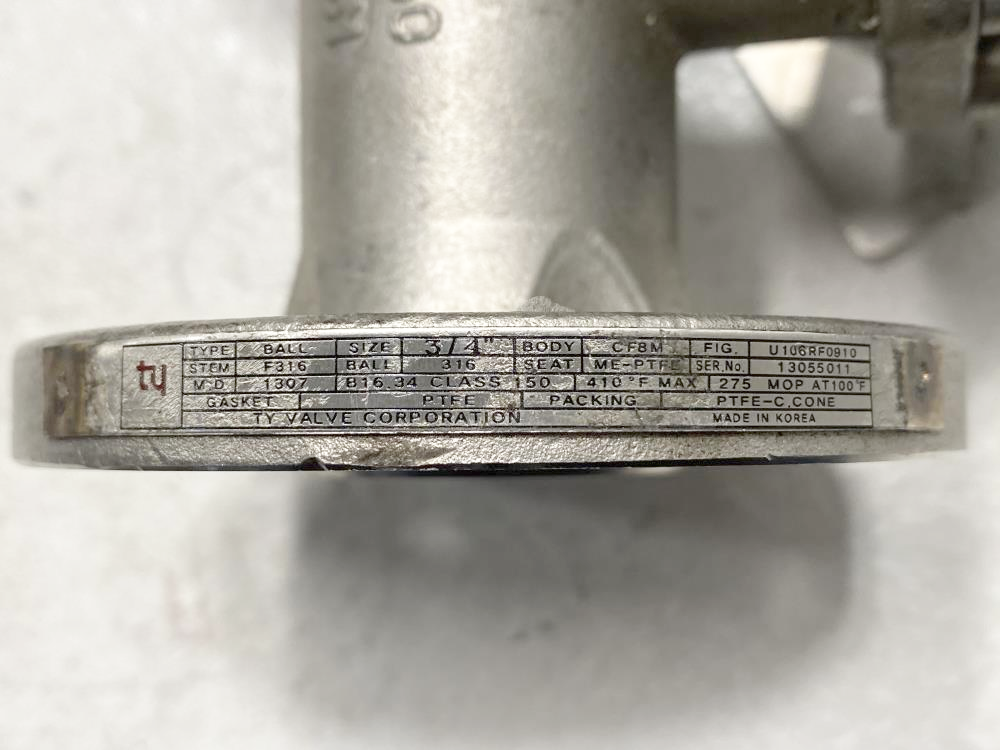 ty
TYPE BALL SIZE 3/4" BODY CF8M FIG. U106RF0910
STEM F316 BALL 316 SEAT ME-PTFE SER.No. 13055011
M-D 1307 B16.34 CLASS 150 410°F MAX 275 MOP AT100°F
GASKET PTFE PACKING PTFE-C.CONE
TY VALVE CORPORATION MADE IN KOREA